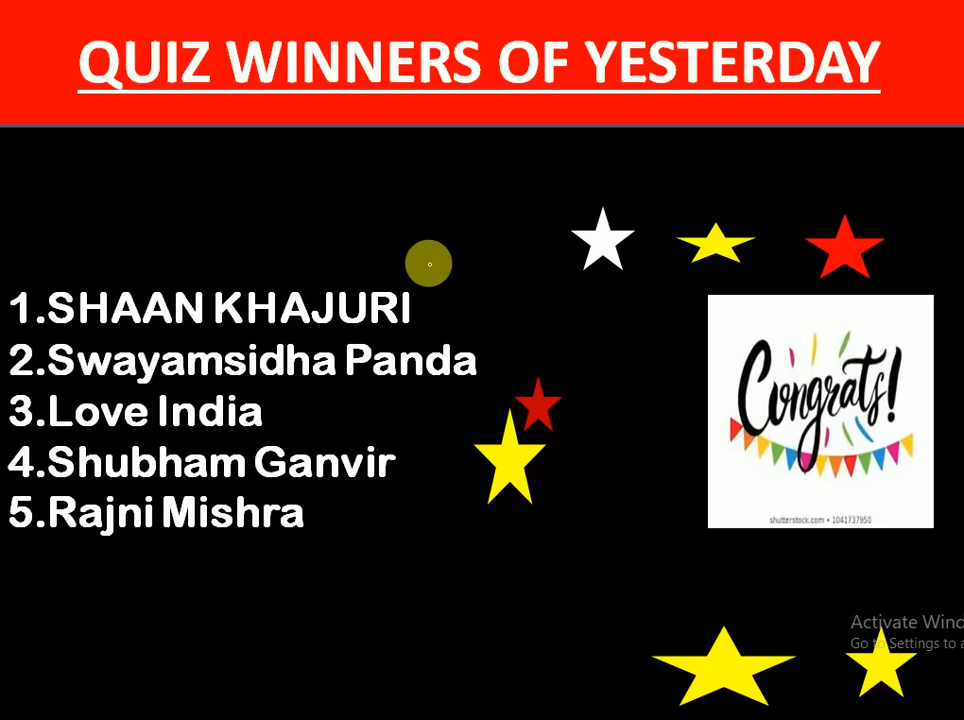 QUIZ WINNERS OF YESTERDAY
1.SHAAN KHAJURI
2.Swayamsidha Panda
3.Love India
4.Shubham Ganvir
5.Rajni Mishra
Congrats!
shutterstock.com • 1041737950
Activate Wind
Go to Settings to a